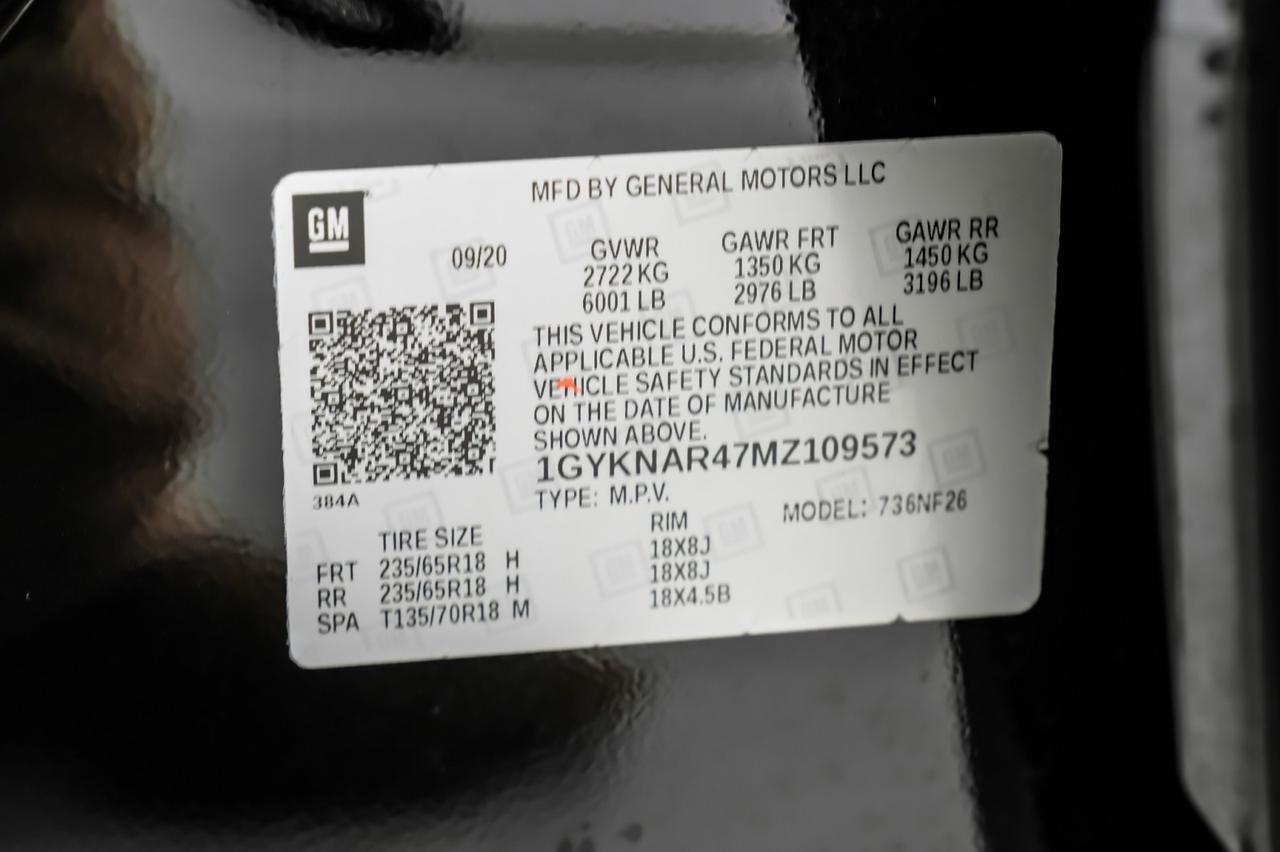 GM
MFD BY GENERAL MOTORS LLC
09/20
GVWR GAWR FRT GAWR RR
2722 KG 1350 KG 1450 KG
6001 LB 2976 LB 3196 LB
THIS VEHICLE CONFORMS TO ALL
APPLICABLE U.S. FEDERAL MOTOR
VEHICLE SAFETY STANDARDS IN EFFECT
ON THE DATE OF MANUFACTURE
SHOWN ABOVE.
1GYKNAR47MZ109573
384A
TYPE: M.P.V. MODEL: 736NF26
TIRE SIZE RIM
FRT 235/65R18 H 18X8J
RR 235/65R18 H 18X8J
SPA T135/70R18 M 18X4.5B